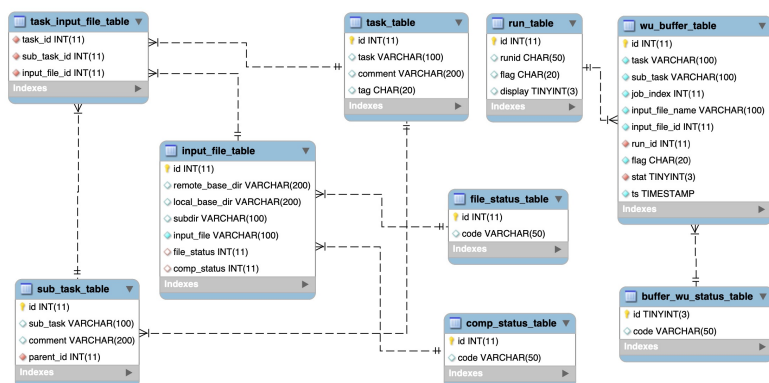 task_input_file_table
task_id INT(11)
sub_task_id INT(11)
input_file_id INT(11)
Indexes
task_table
id INT(11)
task VARCHAR(100)
comment VARCHAR(200)
tag CHAR(20)
Indexes
run_table
id INT(11)
runid CHAR(50)
flag CHAR(20)
display TINYINT(3)
Indexes
wu_buffer_table
id INT(11)
task VARCHAR(100)
sub_task VARCHAR(100)
job_index INT(11)
input_file_name VARCHAR(100)
input_file_id INT(11)
run_id INT(11)
flag CHAR(20)
stat TINYINT(3)
ts TIMESTAMP
Indexes
input_file_table
id INT(11)
remote_base_dir VARCHAR(200)
local_base_dir VARCHAR(200)
subdir VARCHAR(100)
input_file VARCHAR(100)
file_status INT(11)
comp_status INT(11)
Indexes
file_status_table
id INT(11)
code VARCHAR(50)
Indexes
sub_task_table
id INT(11)
sub_task VARCHAR(100)
comment VARCHAR(200)
parent_id INT(11)
Indexes
comp_status_table
id INT(11)
code VARCHAR(50)
Indexes
buffer_wu_status_table
id TINYINT(3)
code VARCHAR(50)
Indexes